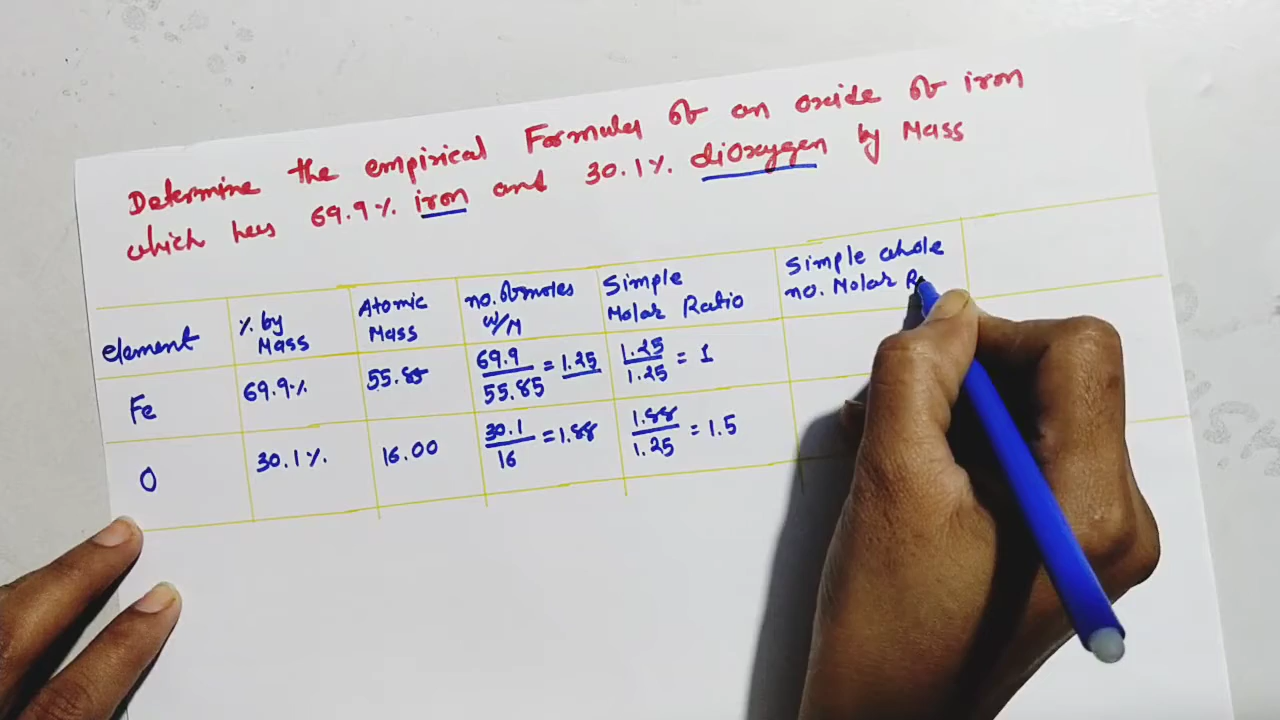 Determine the empirical Formula of an oxide of iron
which has 69.9% iron and 30.1% dioxygen by Mass
element % by Mass Atomic Mass no. of moles w/M Simple Molar Ratio Simple whole no. Molar R
Fe 69.9% 55.85 69.9/55.85 = 1.25 1.25/1.25 = 1
O 30.1% 16.00 30.1/16 = 1.88 1.88/1.25 = 1.5